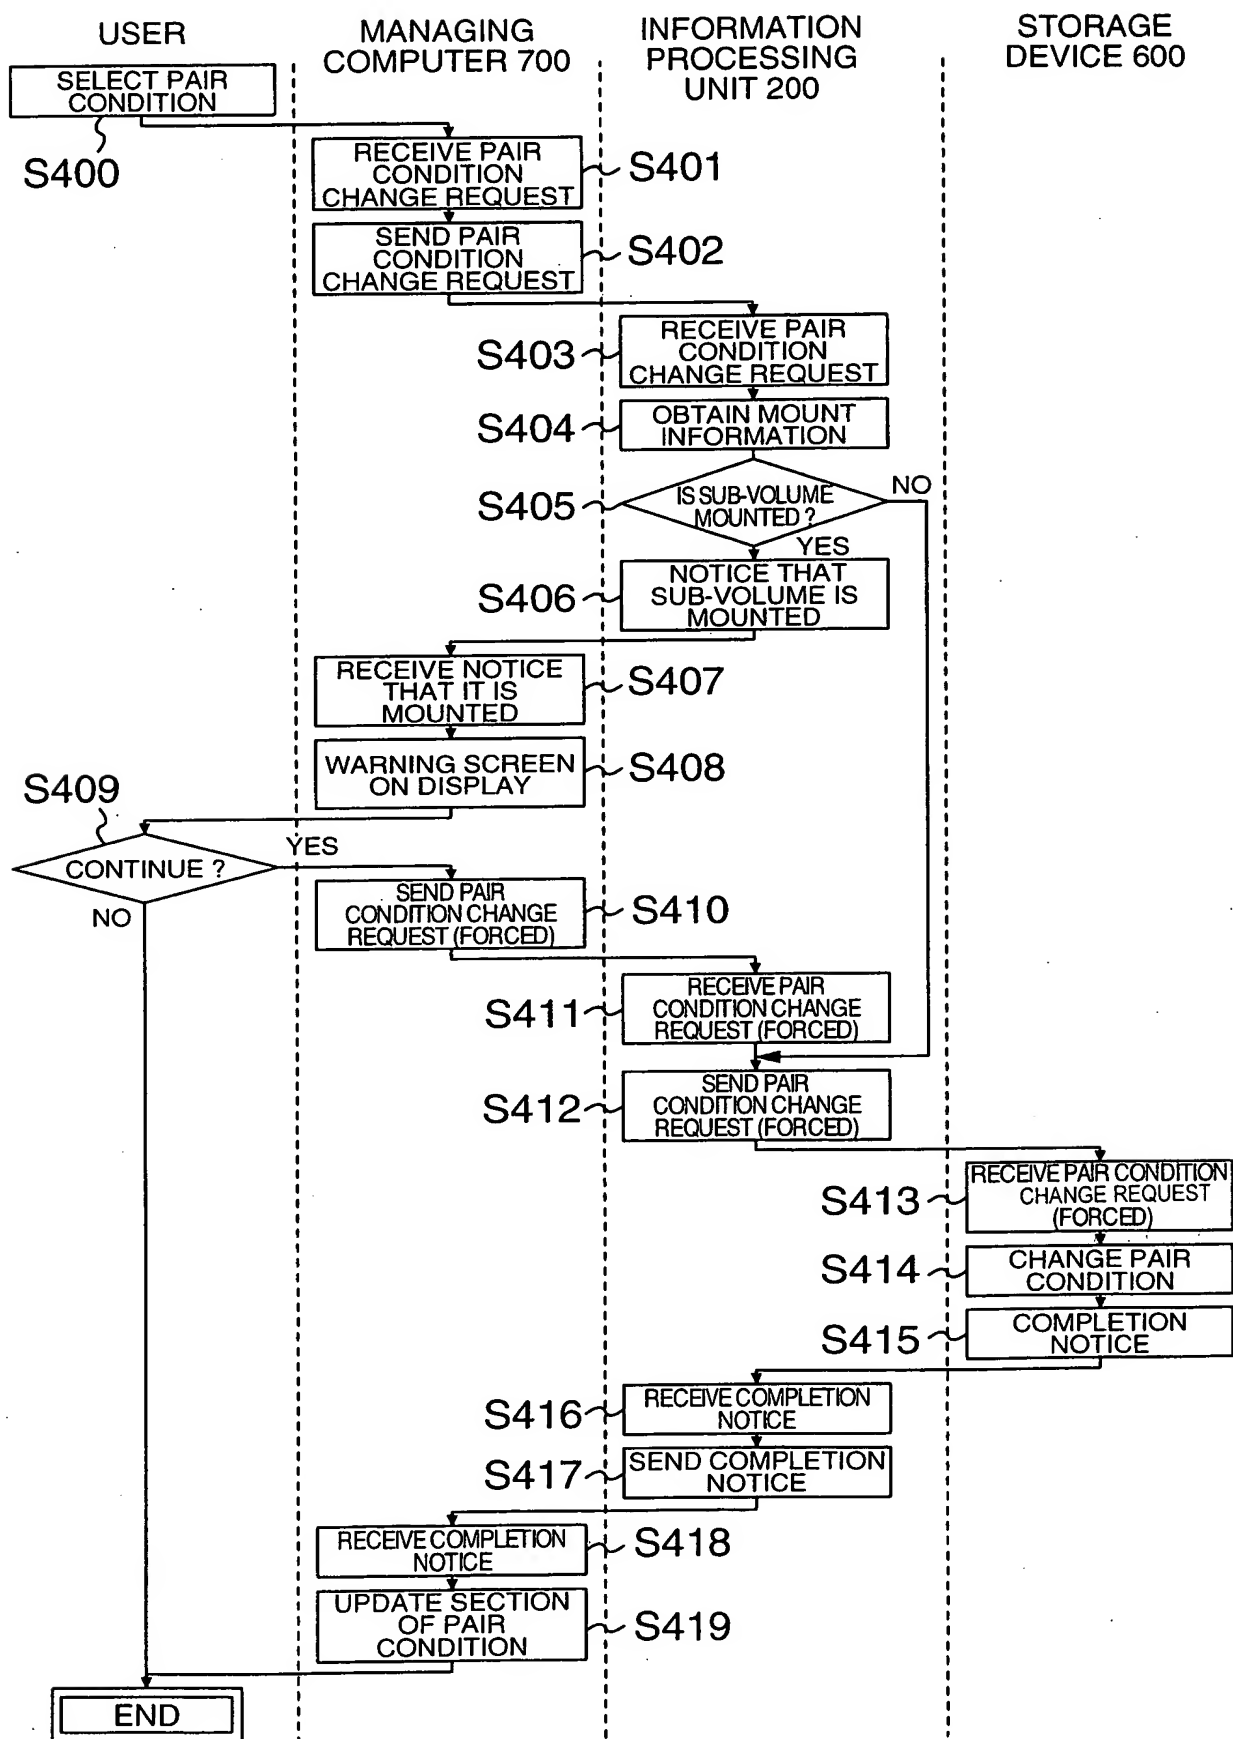 USER
MANAGING
COMPUTER 700
INFORMATION
PROCESSING
UNIT 200
STORAGE
DEVICE 600
SELECT PAIR
CONDITION
S400
RECEIVE PAIR
CONDITION
CHANGE REQUEST
S401
SEND PAIR
CONDITION
CHANGE REQUEST
S402
S403
RECEIVE PAIR
CONDITION
CHANGE REQUEST
S404
OBTAIN MOUNT
INFORMATION
S405
IS SUB-VOLUME
MOUNTED ?
NO
YES
S406
NOTICE THAT
SUB-VOLUME IS
MOUNTED
RECEIVE NOTICE
THAT IT IS
MOUNTED
S407
WARNING SCREEN
ON DISPLAY
S408
S409
CONTINUE ?
YES
NO
SEND PAIR
CONDITION CHANGE
REQUEST (FORCED)
S410
S411
RECEIVE PAIR
CONDITION CHANGE
REQUEST (FORCED)
S412
SEND PAIR
CONDITION CHANGE
REQUEST (FORCED)
S413
RECEIVE PAIR CONDITION
CHANGE REQUEST
(FORCED)
S414
CHANGE PAIR
CONDITION
S415
COMPLETION
NOTICE
S416
RECEIVE COMPLETION
NOTICE
S417
SEND COMPLETION
NOTICE
RECEIVE COMPLETION
NOTICE
S418
UPDATE SECTION
OF PAIR
CONDITION
S419
END